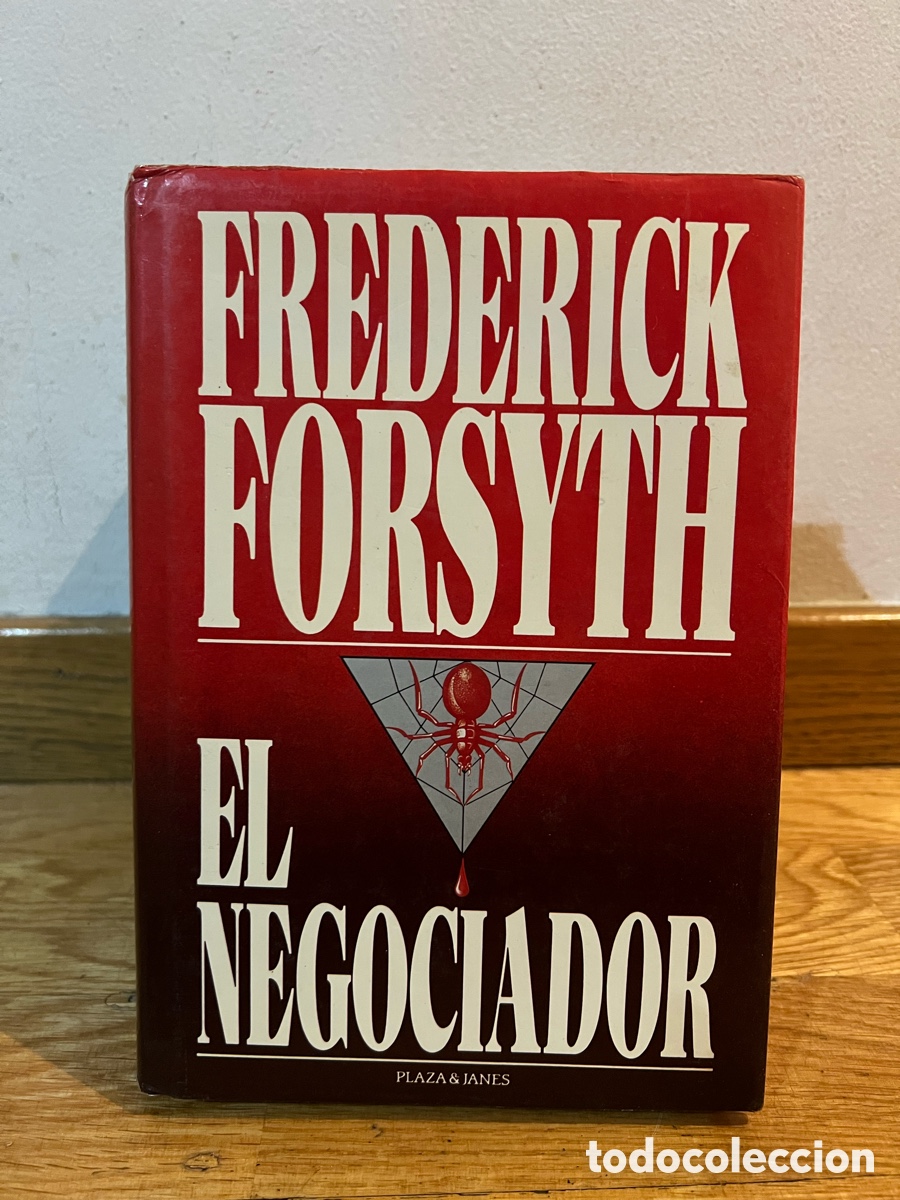 FREDERICK
FORSYTH
EL
NEGOCIADOR
PLAZA & JANES
todocoleccion